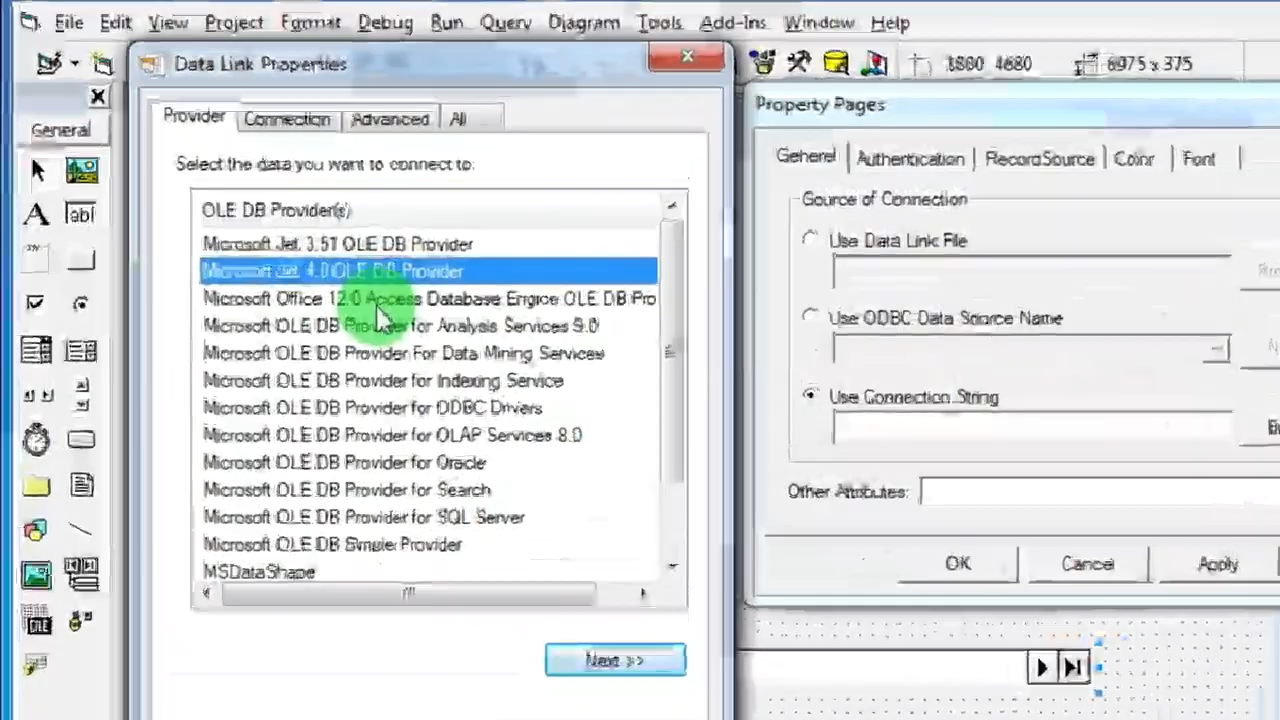 File Edit View Project Format Debug Run Query Diagram Tools Add-Ins Window Help
Data Link Properties
1880 4680
6975 x 375
General
Provider Connection Advanced All
Select the data you want to connect to:
OLE DB Provider(s)
Microsoft Jet 3.51 OLE DB Provider
Microsoft Jet 4.0 OLE DB Provider
Microsoft Office 12.0 Access Database Engine OLE DB Pro
Microsoft OLE DB Provider for Analysis Services 9.0
Microsoft OLE DB Provider For Data Mining Services
Microsoft OLE DB Provider for Indexing Service
Microsoft OLE DB Provider for ODBC Drivers
Microsoft OLE DB Provider for OLAP Services 8.0
Microsoft OLE DB Provider for Oracle
Microsoft OLE DB Provider for Search
Microsoft OLE DB Provider for SQL Server
Microsoft OLE DB Simple Provider
MSDataShape
Next >>
Property Pages
General Authentication RecordSource Color Font
Source of Connection
Use Data Link File
Use ODBC Data Source Name
Use Connection String
Other Attributes:
OK Cancel Apply
A
ab|
OLE